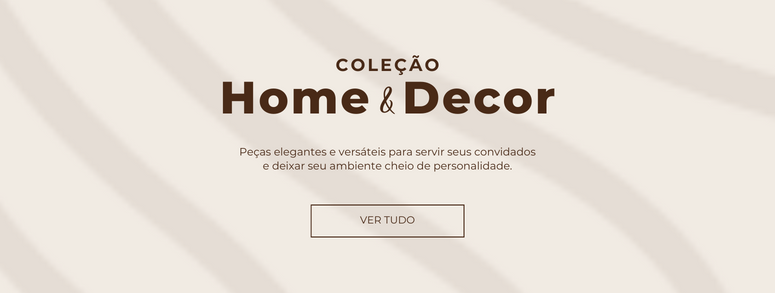 COLEÇÃO
Home & Decor
Peças elegantes e versáteis para servir seus convidados
e deixar seu ambiente cheio de personalidade.
VER TUDO